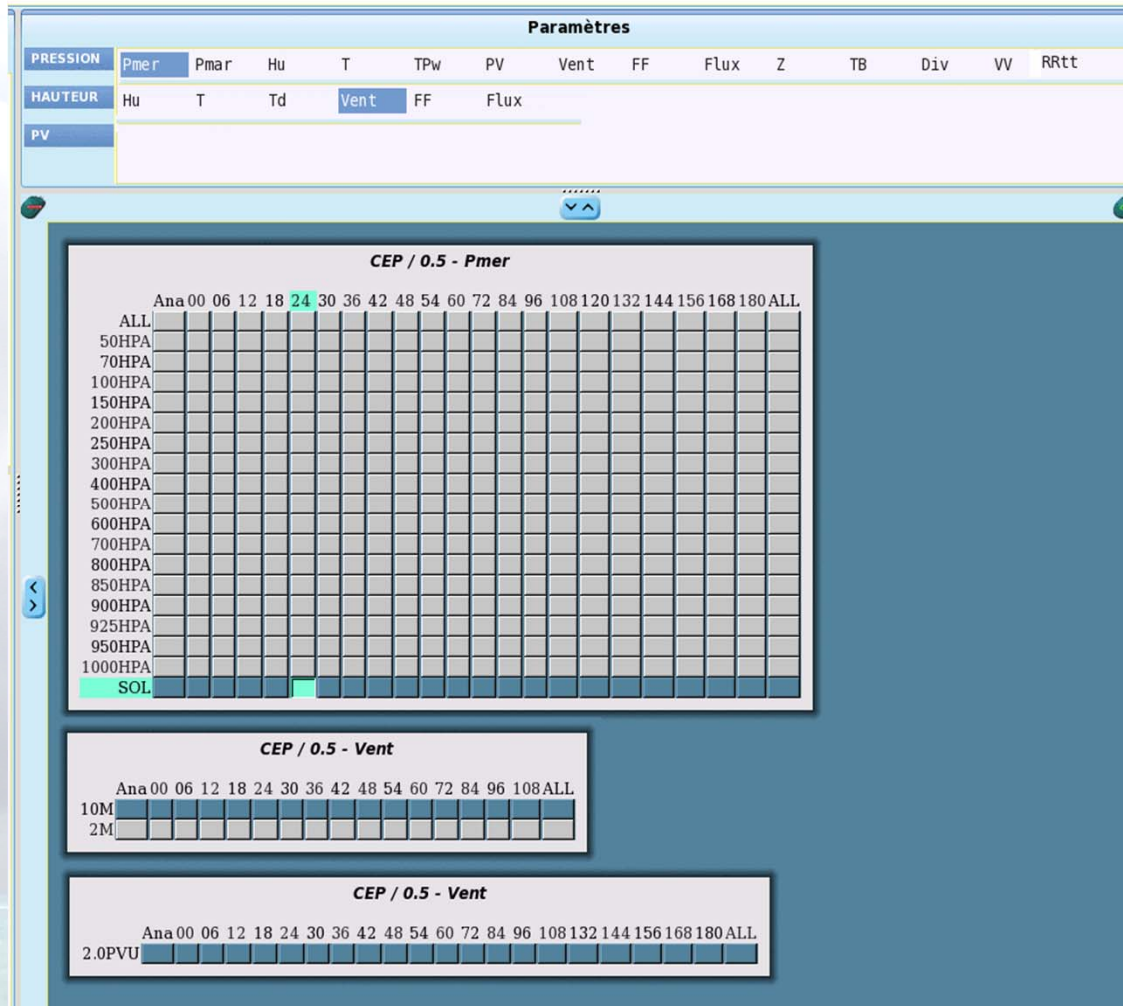 Paramètres
PRESSION Pmer Pmar Hu T TPw PV Vent FF Flux Z TB Div VV RRtt
HAUTEUR Hu T Td Vent FF Flux
PV
CEP / 0.5 - Pmer
Ana 00 06 12 18 24 30 36 42 48 54 60 72 84 96 108 120 132 144 156 168 180 ALL
ALL
50HPA
70HPA
100HPA
150HPA
200HPA
250HPA
300HPA
400HPA
500HPA
600HPA
700HPA
800HPA
850HPA
900HPA
925HPA
950HPA
1000HPA
SOL
CEP / 0.5 - Vent
Ana 00 06 12 18 24 30 36 42 48 54 60 72 84 96 108 ALL
10M
2M
CEP / 0.5 - Vent
Ana 00 06 12 18 24 30 36 42 48 54 60 72 84 96 108 132 144 156 168 180 ALL
2.0PVU